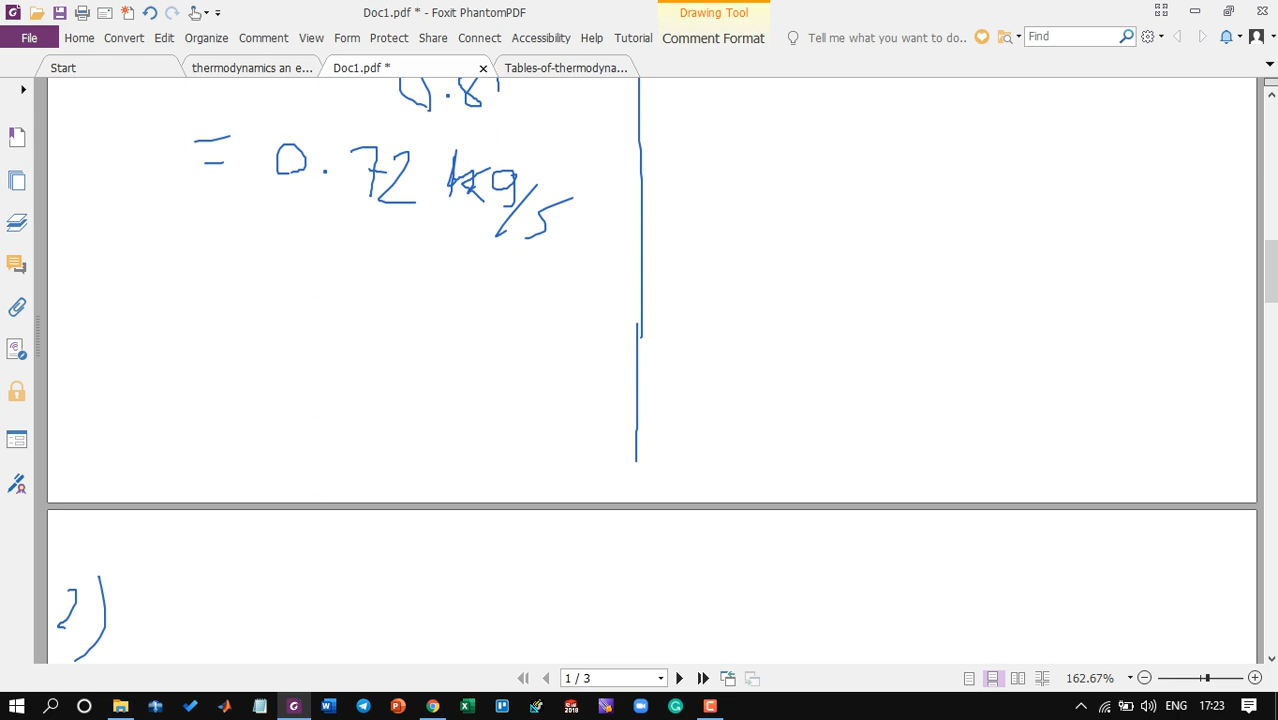 Doc1.pdf * - Foxit PhantomPDF
Drawing Tool
File Home Convert Edit Organize Comment View Form Protect Share Connect Accessibility Help Tutorial Comment Format Tell me what you want to do.. Find
Start thermodynamics an e... Doc1.pdf * Tables-of-thermodyna...
0.81
= 0.72 kg/s
2)
1 / 3
162.67%
ENG 17:23